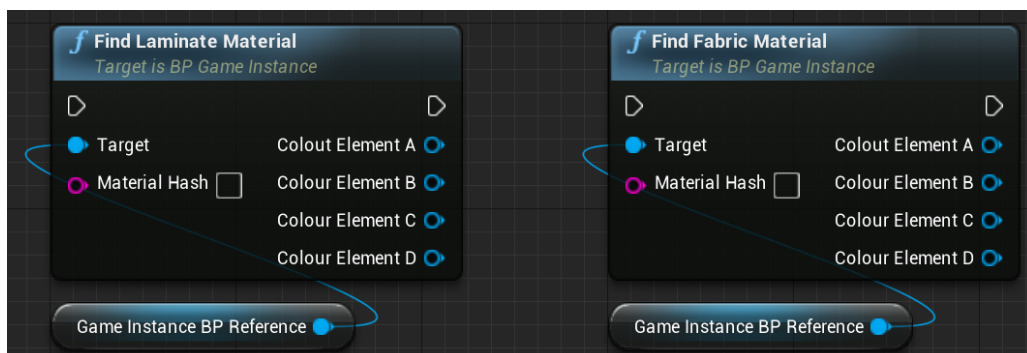 f Find Laminate Material
Target is BP Game Instance
Target
Colout Element A
Material Hash
Colour Element B
Colour Element C
Colour Element D
Game Instance BP Reference
f Find Fabric Material
Target is BP Game Instance
Target
Colout Element A
Material Hash
Colour Element B
Colour Element C
Colour Element D
Game Instance BP Reference